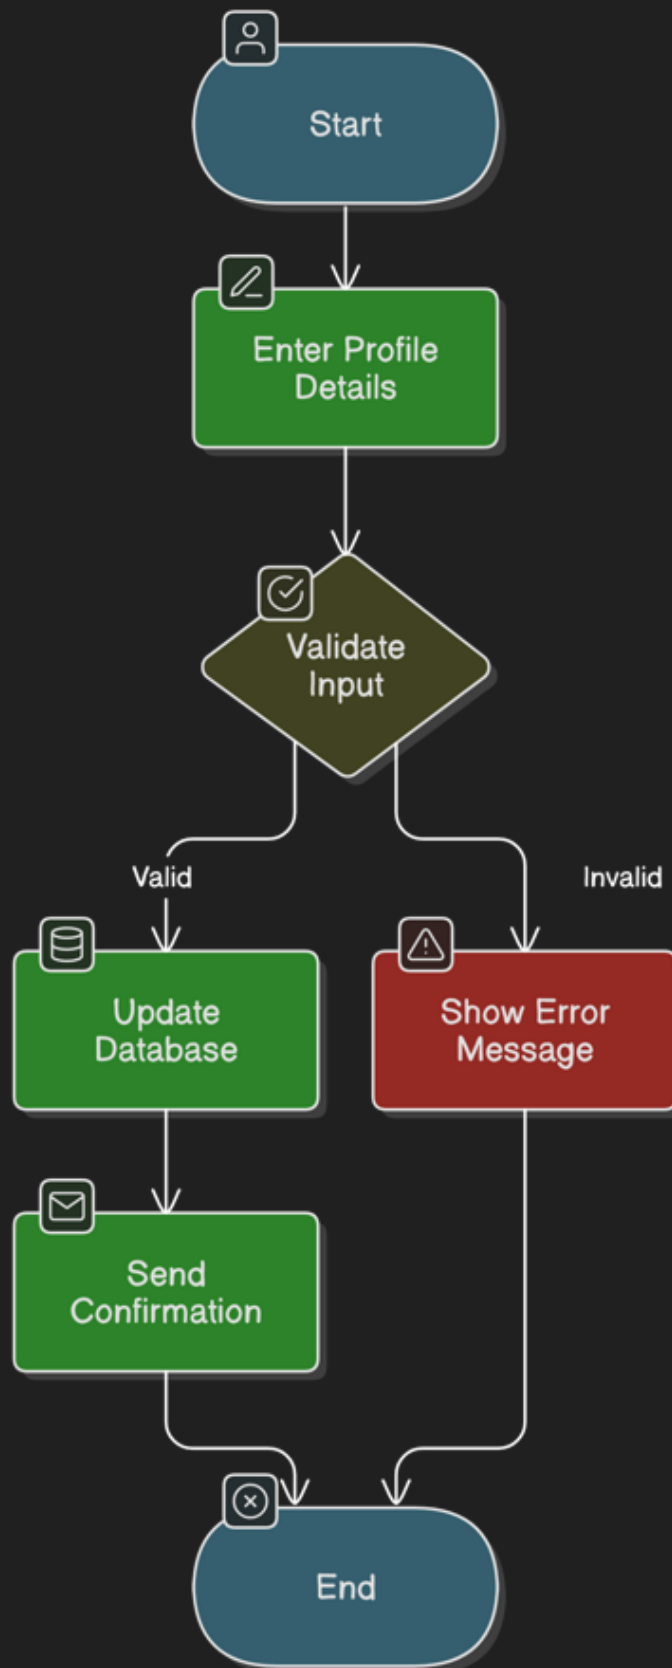 Start
Enter Profile
Details
Validate
Input
Valid
Invalid
Update
Database
Show Error
Message
Send
Confirmation
End